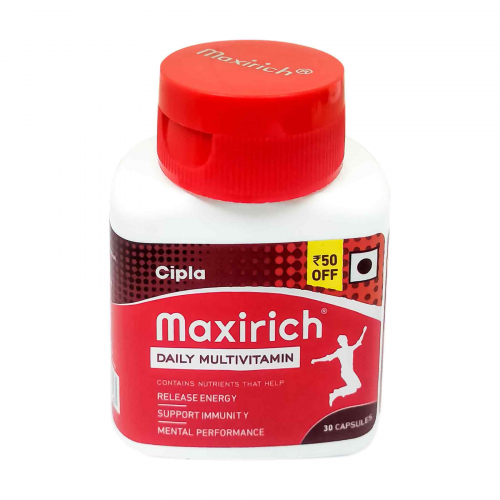 Maxirich®
Cipla
₹50
OFF
Maxirich®
DAILY MULTIVITAMIN
CONTAINS NUTRIENTS THAT HELP
RELEASE ENERGY
SUPPORT IMMUNITY
MENTAL PERFORMANCE
30 CAPSULES